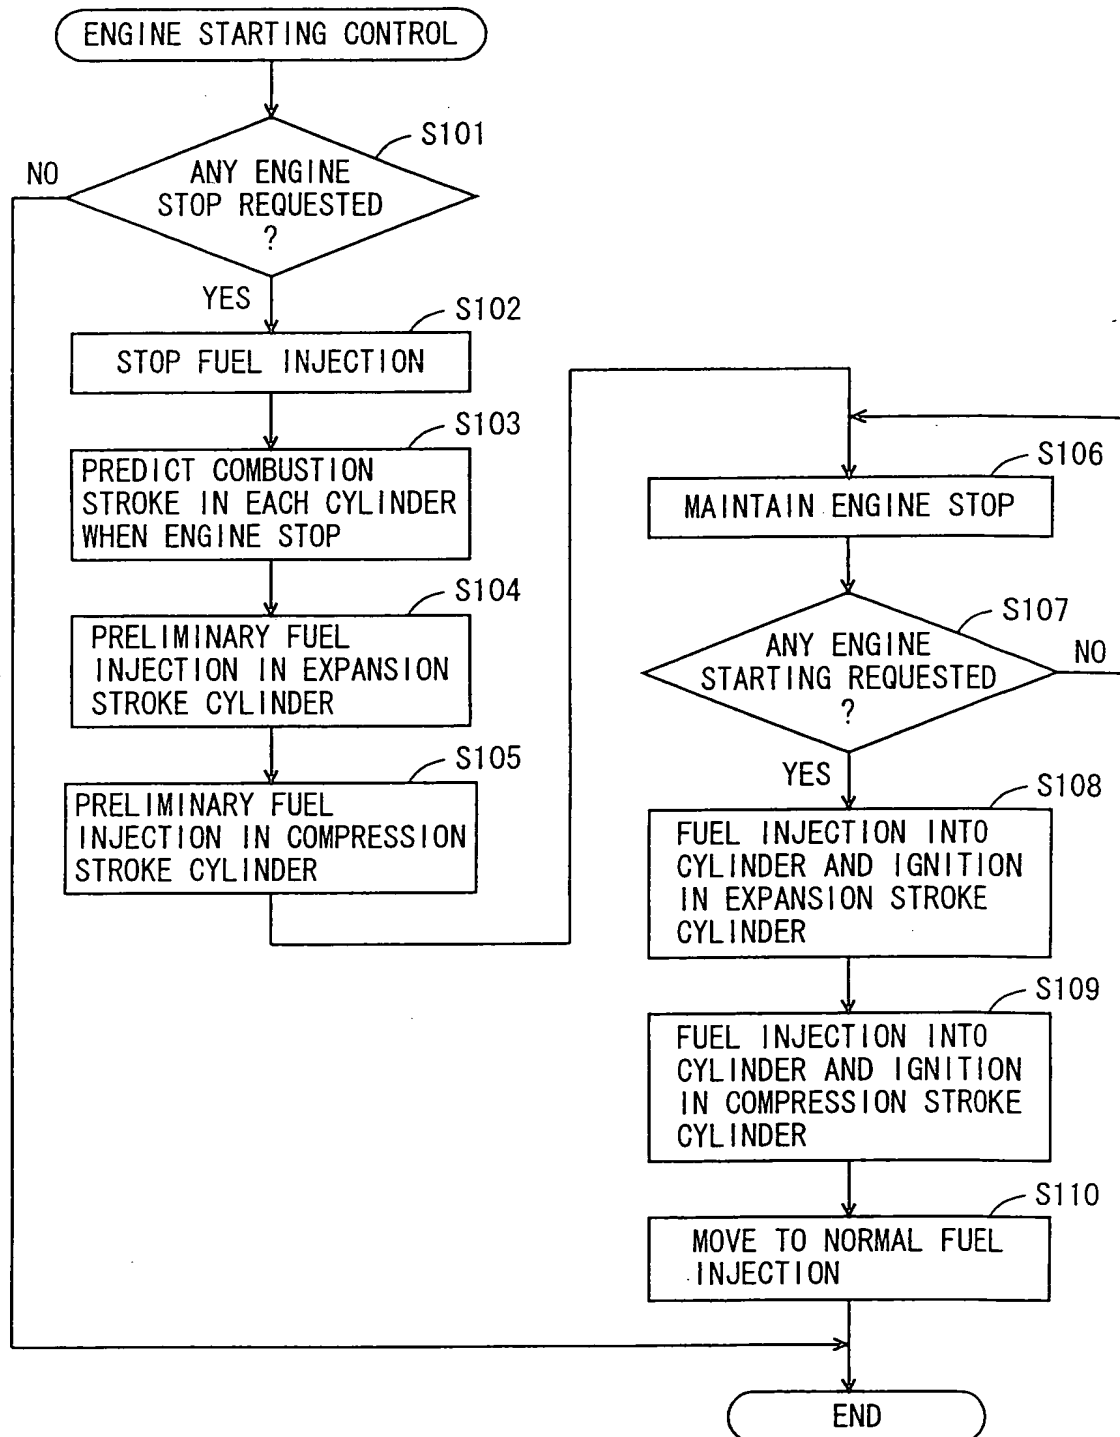 ENGINE STARTING CONTROL
S101
NO
ANY ENGINE
STOP REQUESTED
?
YES
S102
STOP FUEL INJECTION
S103
PREDICT COMBUSTION
STROKE IN EACH CYLINDER
WHEN ENGINE STOP
S104
PRELIMINARY FUEL
INJECTION IN EXPANSION
STROKE CYLINDER
S105
PRELIMINARY FUEL
INJECTION IN COMPRESSION
STROKE CYLINDER
S106
MAINTAIN ENGINE STOP
S107
ANY ENGINE
STARTING REQUESTED
?
NO
YES
S108
FUEL INJECTION INTO
CYLINDER AND IGNITION
IN EXPANSION STROKE
CYLINDER
S109
FUEL INJECTION INTO
CYLINDER AND IGNITION
IN COMPRESSION STROKE
CYLINDER
S110
MOVE TO NORMAL FUEL
INJECTION
END